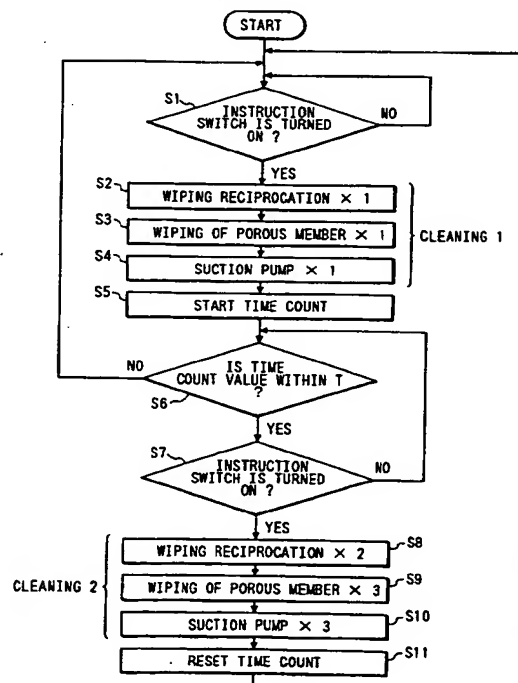 START
S1
INSTRUCTION
SWITCH IS TURNED
ON ?
NO
YES
S2
WIPING RECIPROCATION × 1
S3
WIPING OF POROUS MEMBER × 1
CLEANING 1
S4
SUCTION PUMP × 1
S5
START TIME COUNT
NO
IS TIME
COUNT VALUE WITHIN T
?
S6
YES
S7
INSTRUCTION
SWITCH IS TURNED
ON ?
NO
YES
WIPING RECIPROCATION × 2
S8
CLEANING 2
WIPING OF POROUS MEMBER × 3
S9
SUCTION PUMP × 3
S10
RESET TIME COUNT
S11